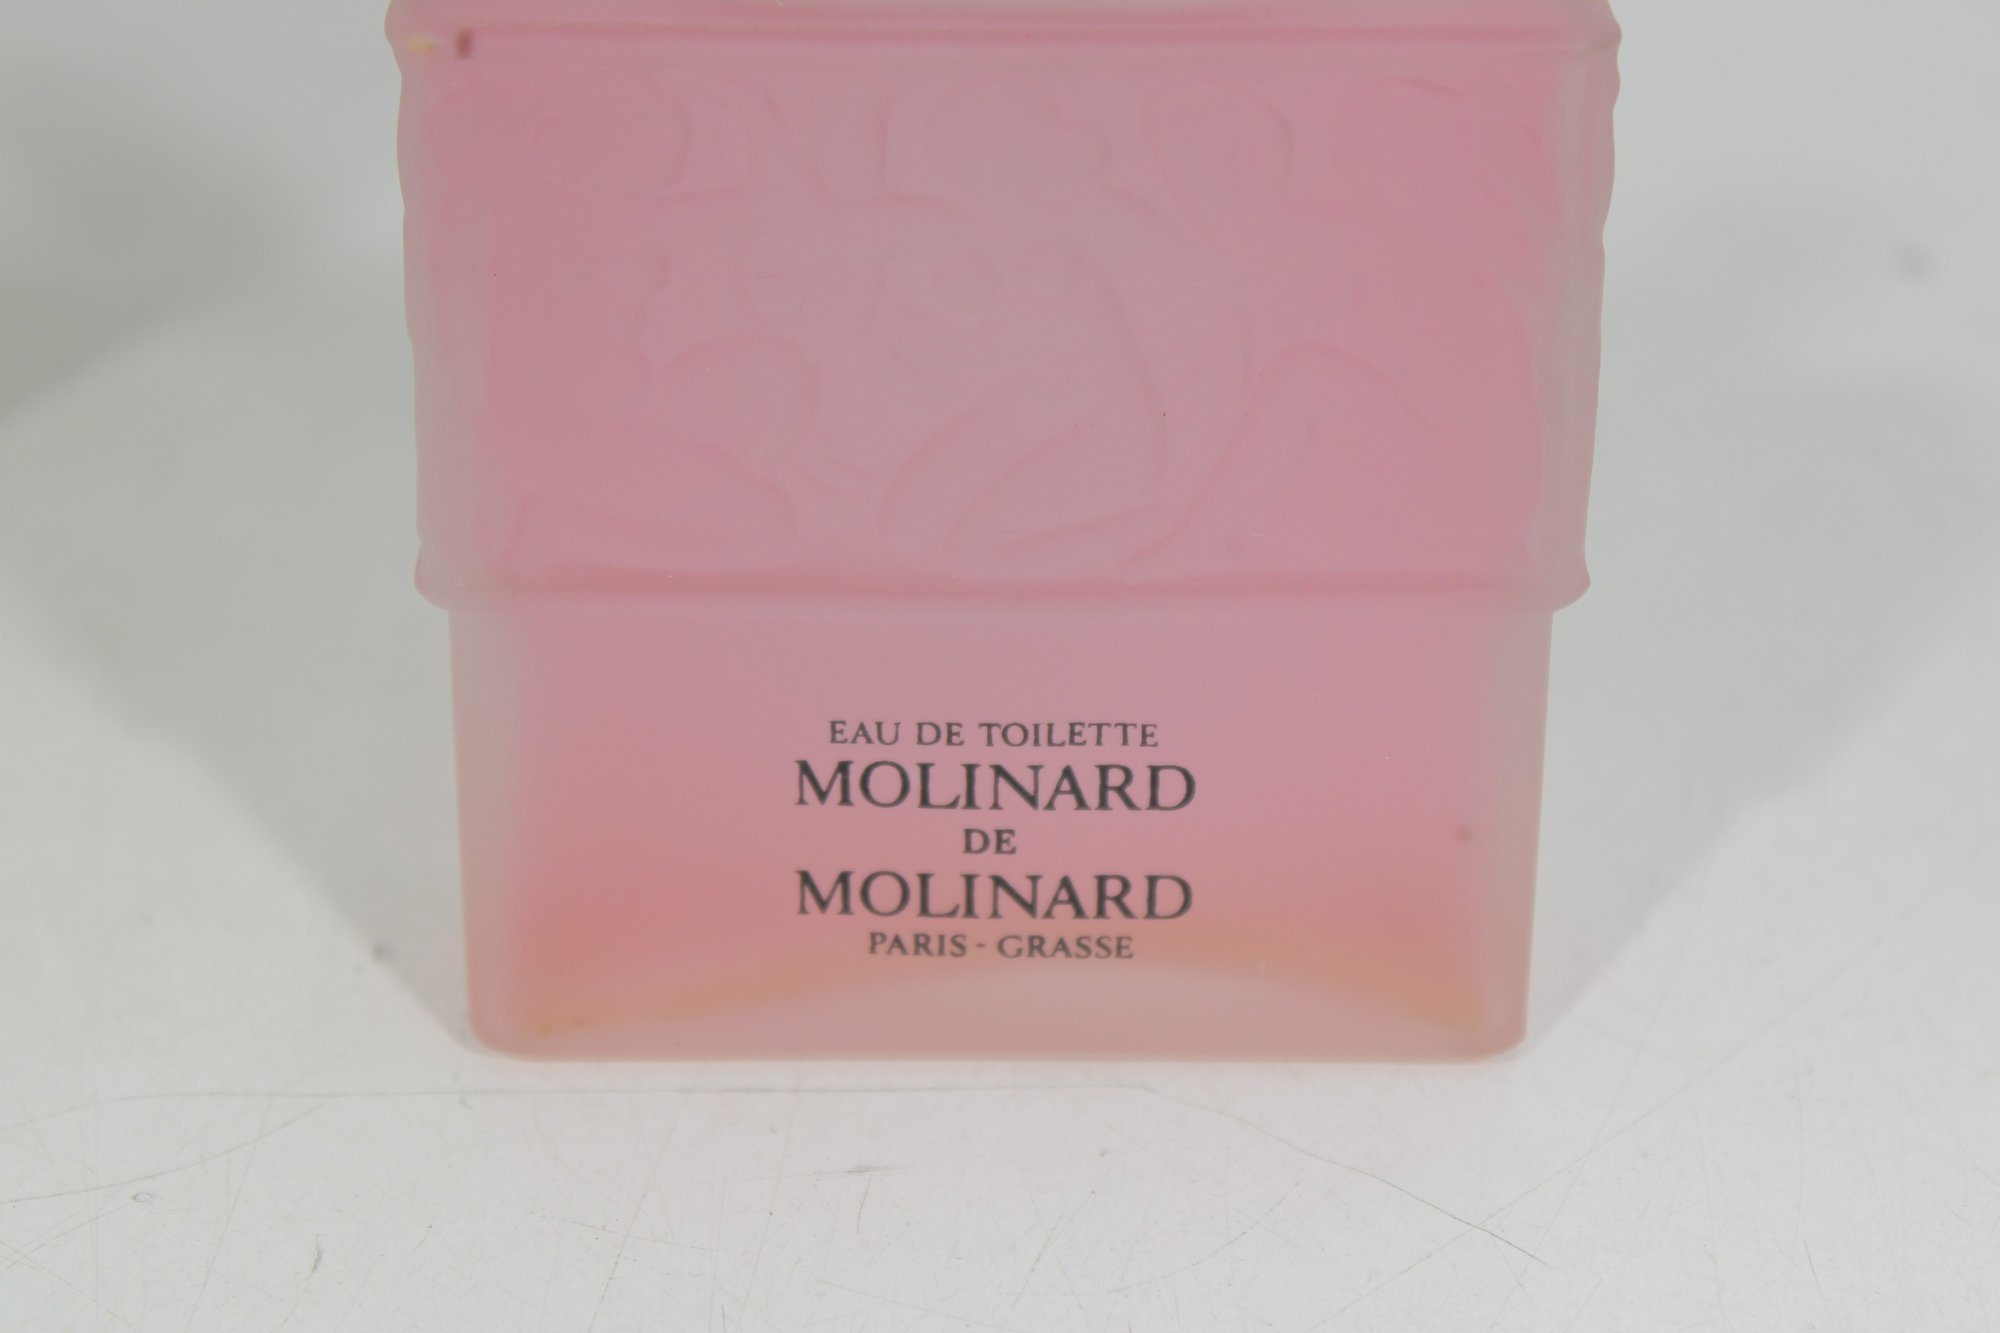 EAU DE TOILETTE
MOLINARD
DE
MOLINARD
PARIS - GRASSE